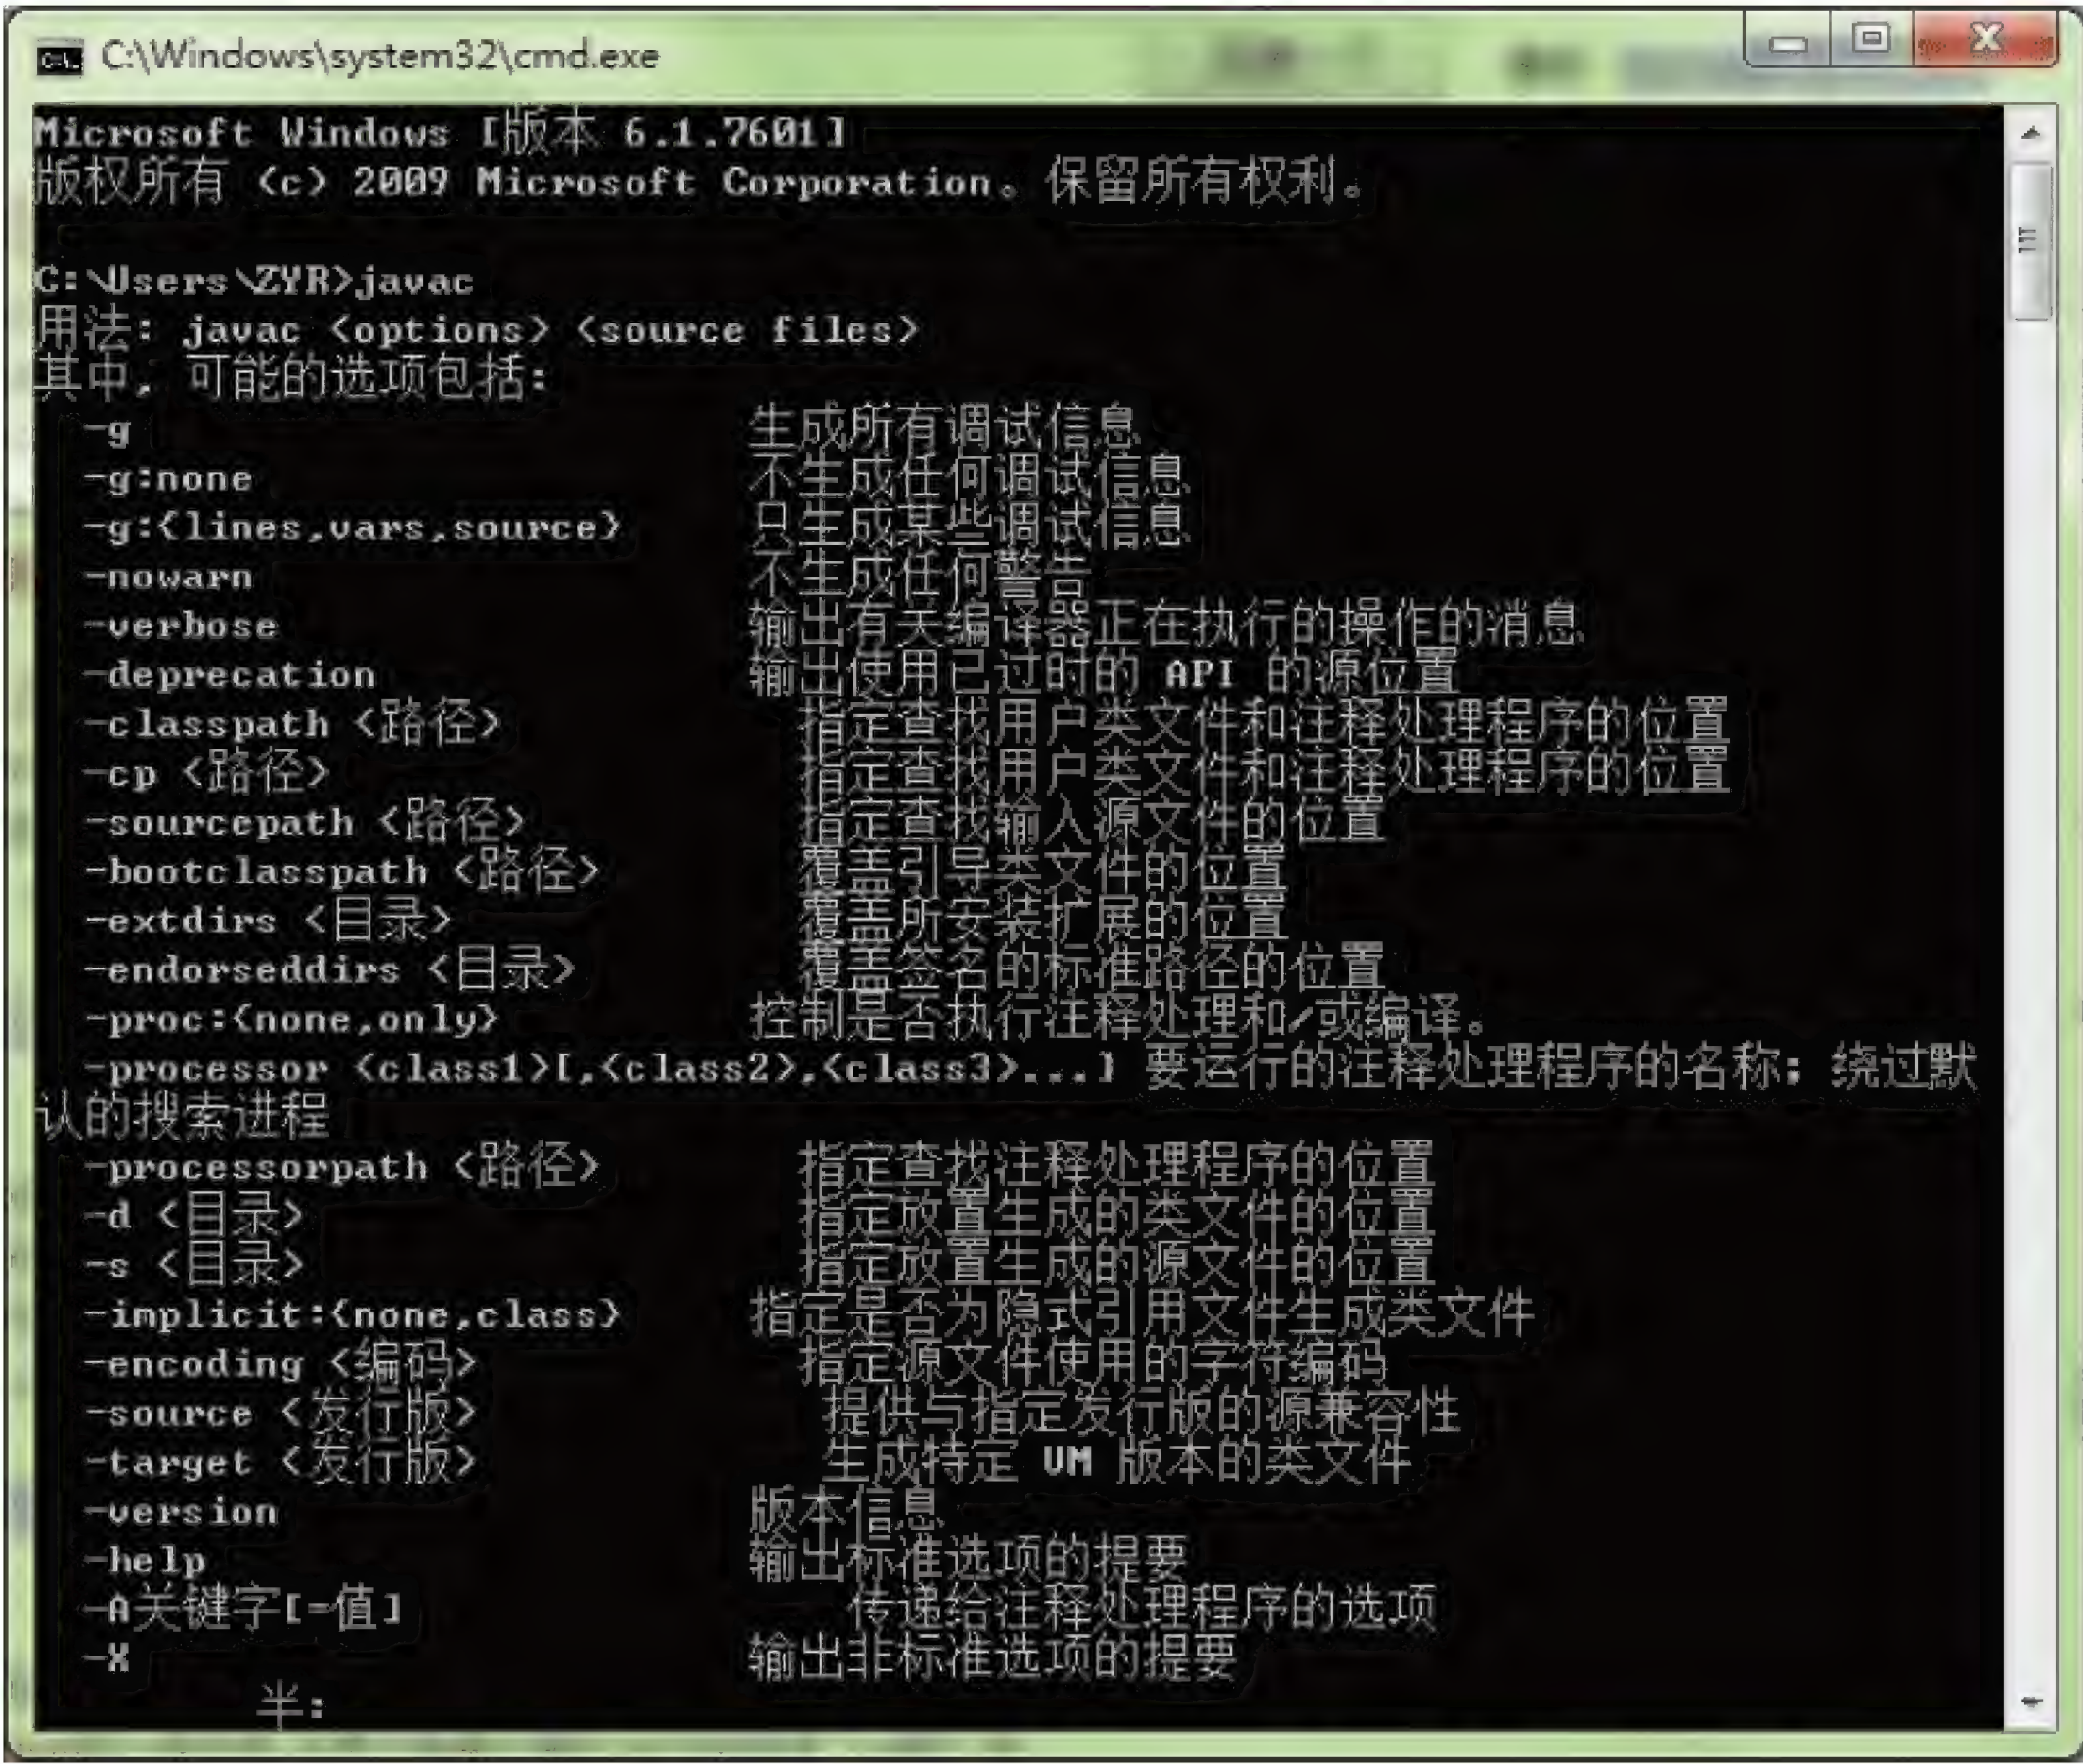 C:\Windows\system32\cmd.exe
Microsoft Windows [版本 6.1.7601]
版权所有 (c) 2009 Microsoft Corporation。保留所有权利。
C:\Users\ZYR>javac
用法: javac <options> <source files>
其中, 可能的选项包括:
-g 生成所有调试信息
-g:none 不生成任何调试信息
-g:{lines,vars,source} 只生成某些调试信息
-nowarn 不生成任何警告
-verbose 输出有关编译器正在执行的操作的消息
-deprecation 输出使用已过时的 API 的源位置
-classpath <路径> 指定查找用户类文件和注释处理程序的位置
-cp <路径> 指定查找用户类文件和注释处理程序的位置
-sourcepath <路径> 指定查找输入源文件的位置
-bootclasspath <路径> 覆盖引导类文件的位置
-extdirs <目录> 覆盖所安装扩展的位置
-endorseddirs <目录> 覆盖签名的标准路径的位置
-proc:{none,only} 控制是否执行注释处理和/或编译。
-processor <class1>[,<class2>,<class3>...] 要运行的注释处理程序的名称; 绕过默
认的搜索进程
-processorpath <路径> 指定查找注释处理程序的位置
-d <目录> 指定放置生成的类文件的位置
-s <目录> 指定放置生成的源文件的位置
-implicit:{none,class} 指定是否为隐式引用文件生成类文件
-encoding <编码> 指定源文件使用的字符编码
-source <发行版> 提供与指定发行版的源兼容性
-target <发行版> 生成特定 VM 版本的类文件
-version 版本信息
-help 输出标准选项的提要
-A关键字[=值] 传递给注释处理程序的选项
-X 输出非标准选项的提要
半: